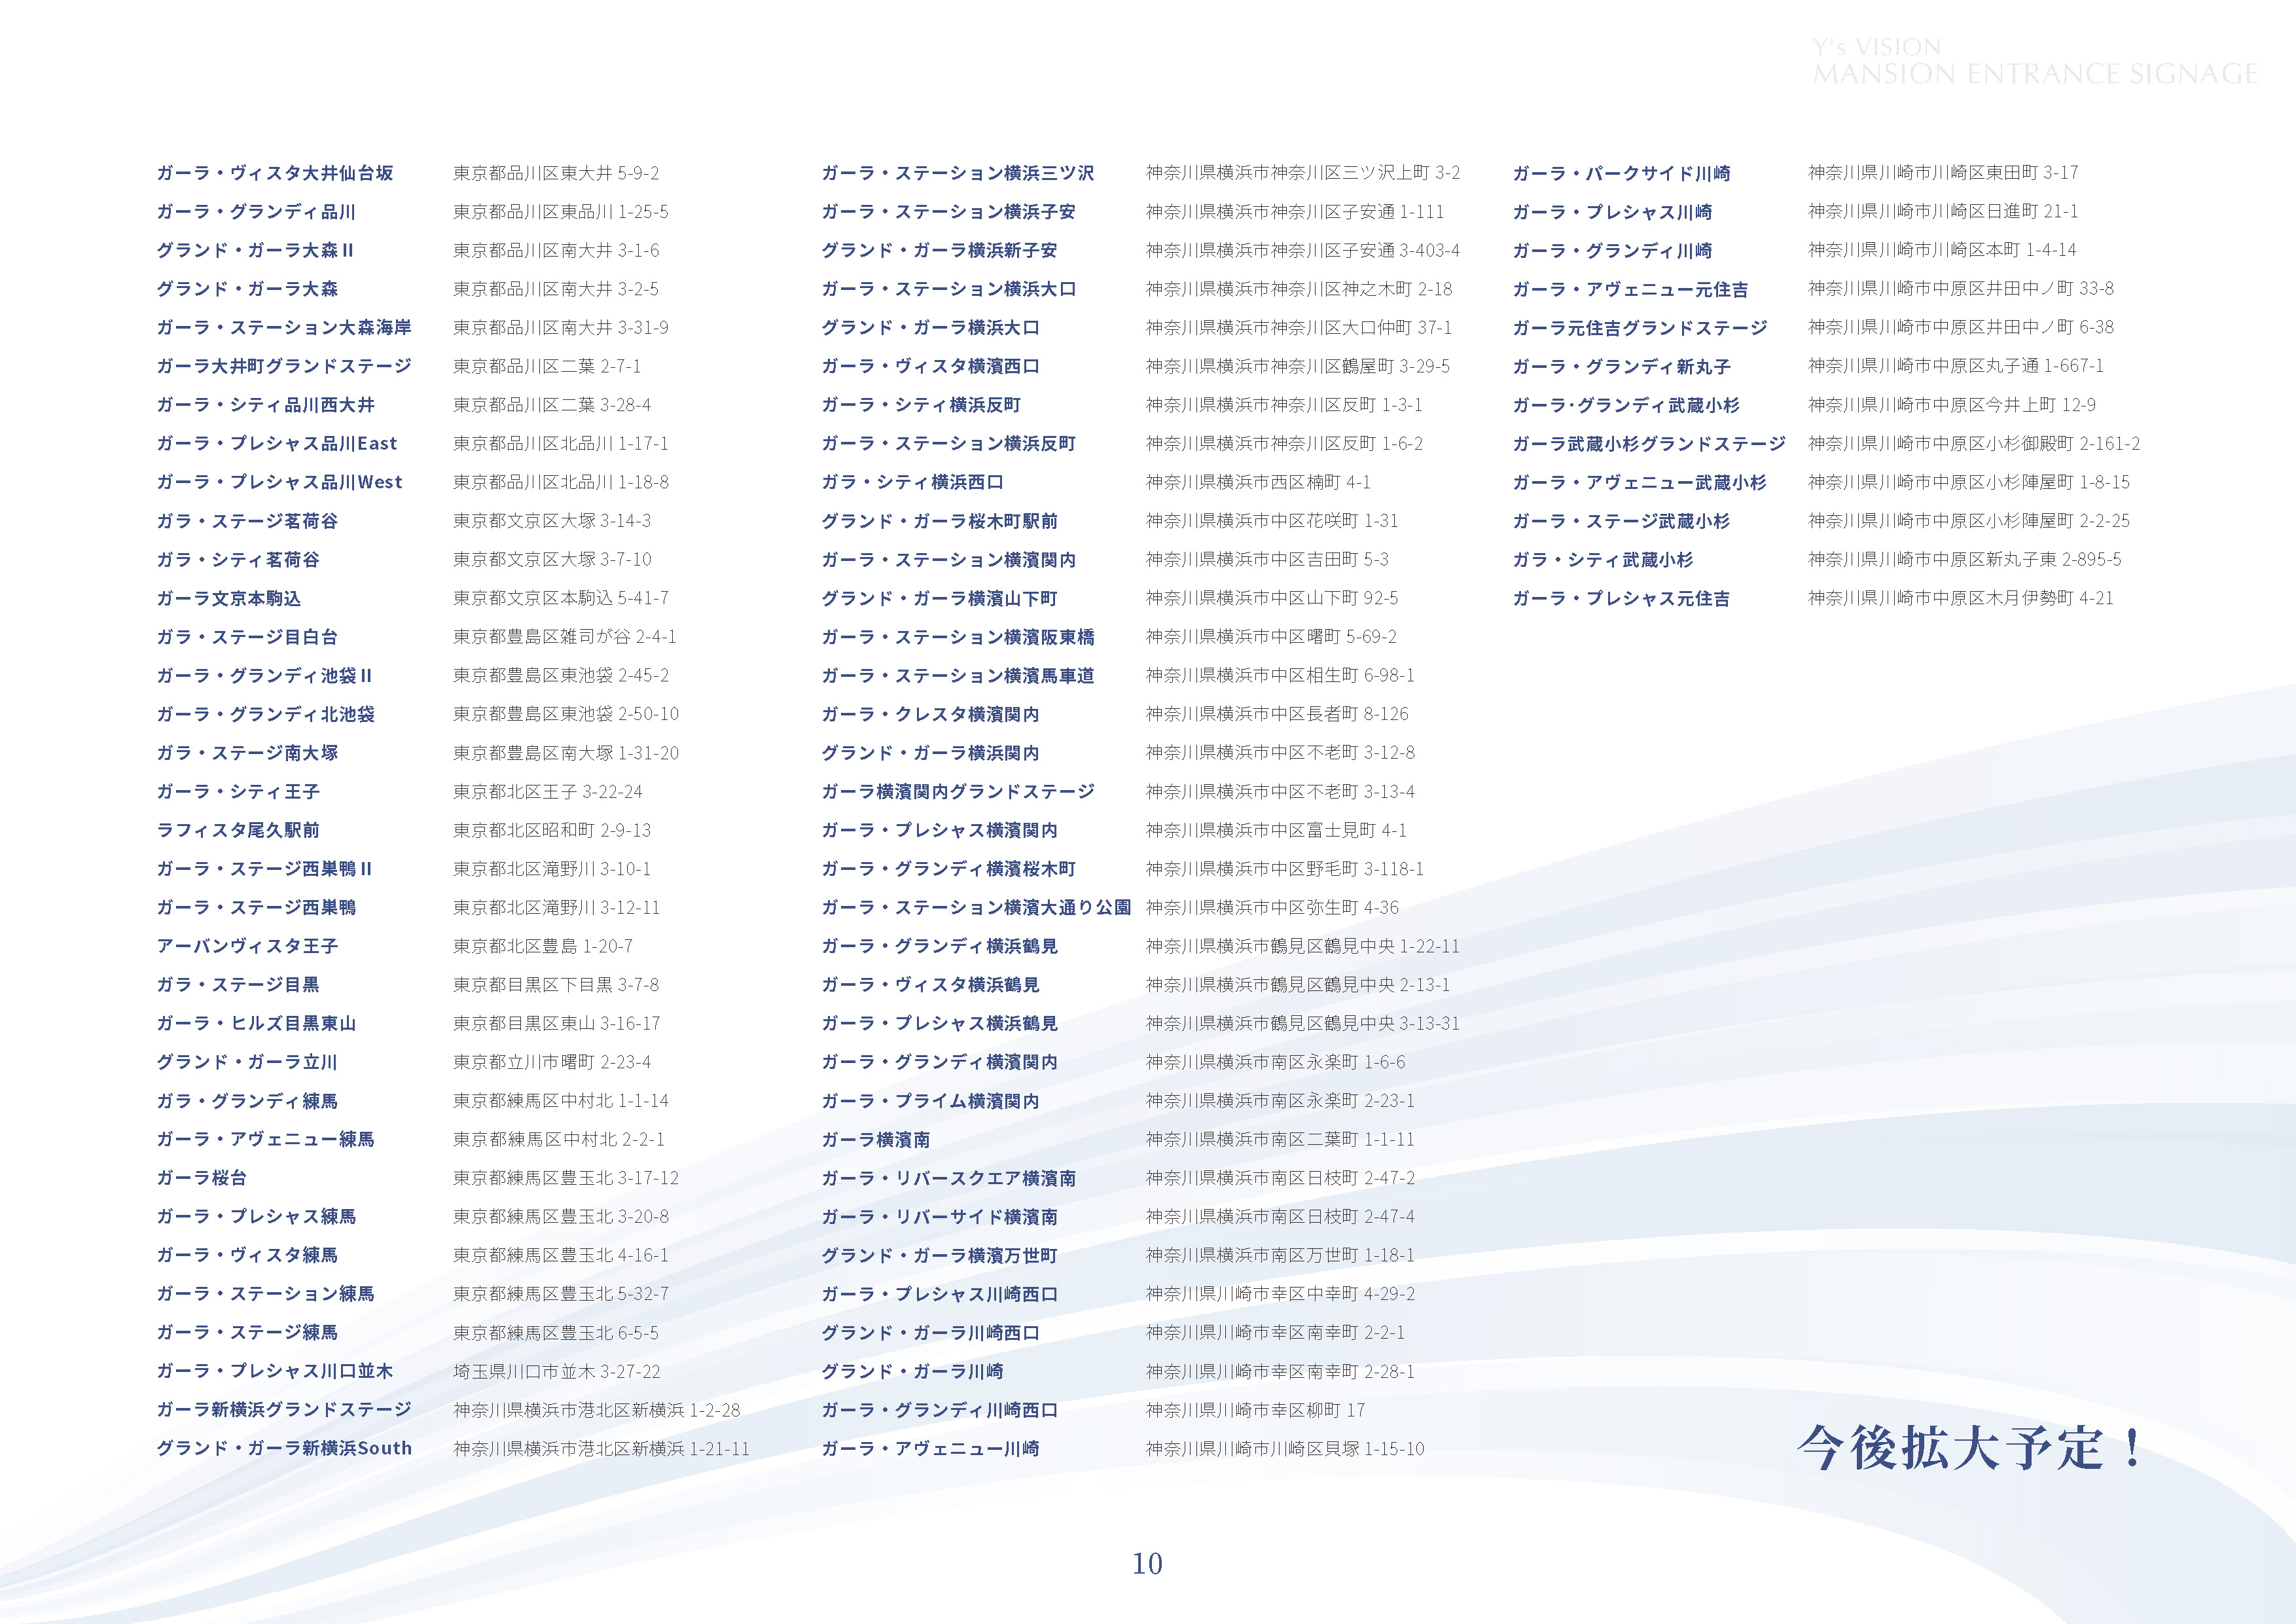 Y's VISION
MANSION ENTRANCE SIGNAGE
ガーラ・ヴィスタ大井仙台坂 東京都品川区東大井 5-9-2
ガーラ・グランディ品川 東京都品川区東品川 1-25-5
グランド・ガーラ大森Ⅱ 東京都品川区南大井 3-1-6
グランド・ガーラ大森 東京都品川区南大井 3-2-5
ガーラ・ステーション大森海岸 東京都品川区南大井 3-31-9
ガーラ大井町グランドステージ 東京都品川区二葉 2-7-1
ガーラ・シティ品川西大井 東京都品川区二葉 3-28-4
ガーラ・プレシャス品川East 東京都品川区北品川 1-17-1
ガーラ・プレシャス品川West 東京都品川区北品川 1-18-8
ガラ・ステージ茗荷谷 東京都文京区大塚 3-14-3
ガラ・シティ茗荷谷 東京都文京区大塚 3-7-10
ガーラ文京本駒込 東京都文京区本駒込 5-41-7
ガラ・ステージ目白台 東京都豊島区雑司が谷 2-4-1
ガーラ・グランディ池袋Ⅱ 東京都豊島区東池袋 2-45-2
ガーラ・グランディ北池袋 東京都豊島区東池袋 2-50-10
ガラ・ステージ南大塚 東京都豊島区南大塚 1-31-20
ガーラ・シティ王子 東京都北区王子 3-22-24
ラフィスタ尾久駅前 東京都北区昭和町 2-9-13
ガーラ・ステージ西巣鴨Ⅱ 東京都北区滝野川 3-10-1
ガーラ・ステージ西巣鴨 東京都北区滝野川 3-12-11
アーバンヴィスタ王子 東京都北区豊島 1-20-7
ガラ・ステージ目黒 東京都目黒区下目黒 3-7-8
ガーラ・ヒルズ目黒東山 東京都目黒区東山 3-16-17
グランド・ガーラ立川 東京都立川市曙町 2-23-4
ガラ・グランディ練馬 東京都練馬区中村北 1-1-14
ガーラ・アヴェニュー練馬 東京都練馬区中村北 2-2-1
ガーラ桜台 東京都練馬区豊玉北 3-17-12
ガーラ・プレシャス練馬 東京都練馬区豊玉北 3-20-8
ガーラ・ヴィスタ練馬 東京都練馬区豊玉北 4-16-1
ガーラ・ステーション練馬 東京都練馬区豊玉北 5-32-7
ガーラ・ステージ練馬 東京都練馬区豊玉北 6-5-5
ガーラ・プレシャス川口並木 埼玉県川口市並木 3-27-22
ガーラ新横浜グランドステージ 神奈川県横浜市港北区新横浜 1-2-28
グランド・ガーラ新横浜South 神奈川県横浜市港北区新横浜 1-21-11
ガーラ・ステーション横浜三ツ沢 神奈川県横浜市神奈川区三ツ沢上町 3-2
ガーラ・ステーション横浜子安 神奈川県横浜市神奈川区子安通 1-111
グランド・ガーラ横浜新子安 神奈川県横浜市神奈川区子安通 3-403-4
ガーラ・ステーション横浜大口 神奈川県横浜市神奈川区神之木町 2-18
グランド・ガーラ横浜大口 神奈川県横浜市神奈川区大口仲町 37-1
ガーラ・ヴィスタ横濱西口 神奈川県横浜市神奈川区鶴屋町 3-29-5
ガーラ・シティ横浜反町 神奈川県横浜市神奈川区反町 1-3-1
ガーラ・ステーション横浜反町 神奈川県横浜市神奈川区反町 1-6-2
ガラ・シティ横浜西口 神奈川県横浜市西区楠町 4-1
グランド・ガーラ桜木町駅前 神奈川県横浜市中区花咲町 1-31
ガーラ・ステーション横濱関内 神奈川県横浜市中区吉田町 5-3
グランド・ガーラ横濱山下町 神奈川県横浜市中区山下町 92-5
ガーラ・ステーション横濱阪東橋 神奈川県横浜市中区曙町 5-69-2
ガーラ・ステーション横濱馬車道 神奈川県横浜市中区相生町 6-98-1
ガーラ・クレスタ横濱関内 神奈川県横浜市中区長者町 8-126
グランド・ガーラ横浜関内 神奈川県横浜市中区不老町 3-12-8
ガーラ横濱関内グランドステージ 神奈川県横浜市中区不老町 3-13-4
ガーラ・プレシャス横濱関内 神奈川県横浜市中区富士見町 4-1
ガーラ・グランディ横濱桜木町 神奈川県横浜市中区野毛町 3-118-1
ガーラ・ステーション横濱大通り公園 神奈川県横浜市中区弥生町 4-36
ガーラ・グランディ横浜鶴見 神奈川県横浜市鶴見区鶴見中央 1-22-11
ガーラ・ヴィスタ横浜鶴見 神奈川県横浜市鶴見区鶴見中央 2-13-1
ガーラ・プレシャス横浜鶴見 神奈川県横浜市鶴見区鶴見中央 3-13-31
ガーラ・グランディ横濱関内 神奈川県横浜市南区永楽町 1-6-6
ガーラ・プライム横濱関内 神奈川県横浜市南区永楽町 2-23-1
ガーラ横濱南 神奈川県横浜市南区二葉町 1-1-11
ガーラ・リバースクエア横濱南 神奈川県横浜市南区日枝町 2-47-2
ガーラ・リバーサイド横濱南 神奈川県横浜市南区日枝町 2-47-4
グランド・ガーラ横濱万世町 神奈川県横浜市南区万世町 1-18-1
ガーラ・プレシャス川崎西口 神奈川県川崎市幸区中幸町 4-29-2
グランド・ガーラ川崎西口 神奈川県川崎市幸区南幸町 2-2-1
グランド・ガーラ川崎 神奈川県川崎市幸区南幸町 2-28-1
ガーラ・グランディ川崎西口 神奈川県川崎市幸区柳町 17
ガーラ・アヴェニュー川崎 神奈川県川崎市川崎区貝塚 1-15-10
ガーラ・パークサイド川崎 神奈川県川崎市川崎区東田町 3-17
ガーラ・プレシャス川崎 神奈川県川崎市川崎区日進町 21-1
ガーラ・グランディ川崎 神奈川県川崎市川崎区本町 1-4-14
ガーラ・アヴェニュー元住吉 神奈川県川崎市中原区井田中ノ町 33-8
ガーラ元住吉グランドステージ 神奈川県川崎市中原区井田中ノ町 6-38
ガーラ・グランディ新丸子 神奈川県川崎市中原区丸子通 1-667-1
ガーラ・グランディ武蔵小杉 神奈川県川崎市中原区今井上町 12-9
ガーラ武蔵小杉グランドステージ 神奈川県川崎市中原区小杉御殿町 2-161-2
ガーラ・アヴェニュー武蔵小杉 神奈川県川崎市中原区小杉陣屋町 1-8-15
ガーラ・ステージ武蔵小杉 神奈川県川崎市中原区小杉陣屋町 2-2-25
ガラ・シティ武蔵小杉 神奈川県川崎市中原区新丸子東 2-895-5
ガーラ・プレシャス元住吉 神奈川県川崎市中原区木月伊勢町 4-21
今後拡大予定！
10